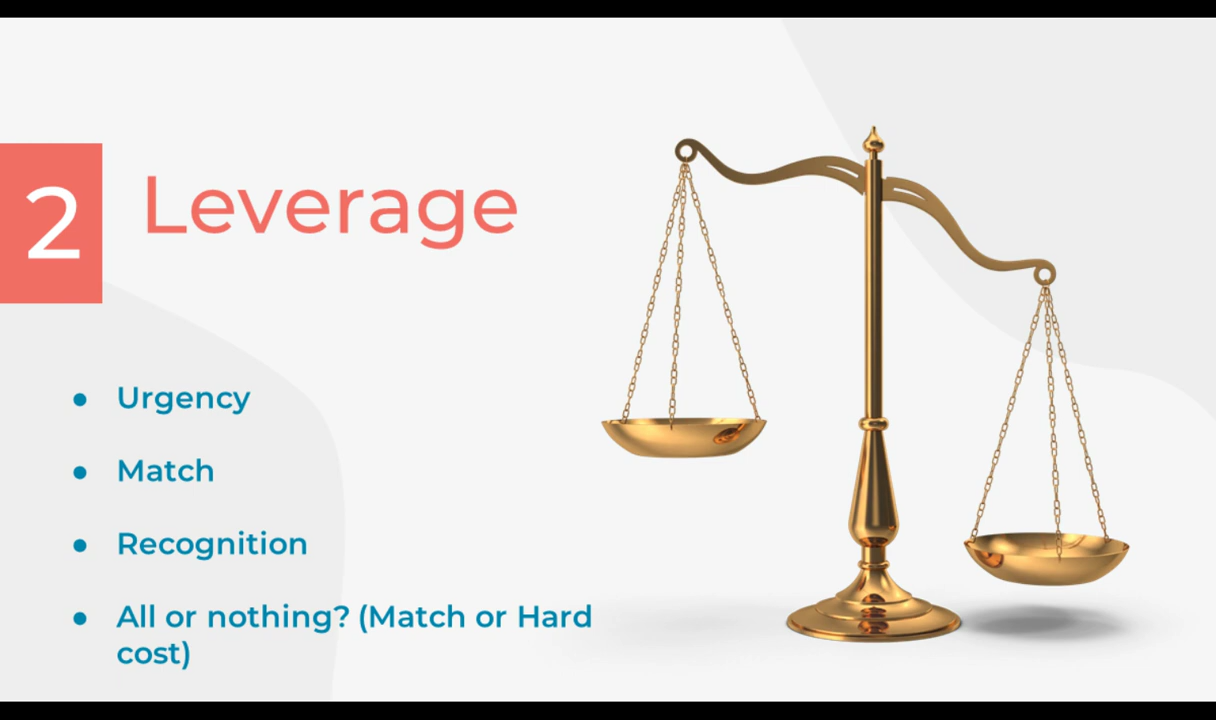 2
Leverage
● Urgency
● Match
● Recognition
● All or nothing? (Match or Hard
cost)